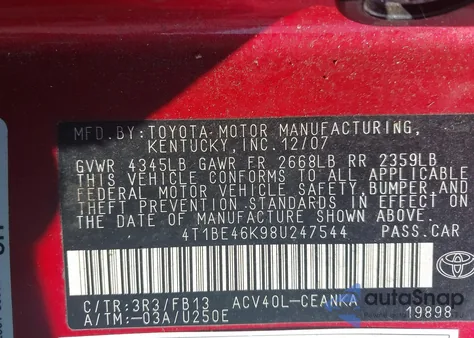 MFD.BY:TOYOTA MOTOR MANUFACTURING,
KENTUCKY,INC.12/07
GVWR 4345LB GAWR FR 2668LB RR 2359LB
THIS VEHICLE CONFORMS TO ALL APPLICABLE
FEDERAL MOTOR VEHICLE SAFETY,BUMPER,AND
THEFT PREVENTION STANDARDS IN EFFECT ON
THE DATE OF MANUFACTURE SHOWN ABOVE.
4T1BE46K98U247544 PASS.CAR
C/TR:3R3/FB13 ACV40L-CEANKA
A/TM:-03A/U250E 19898
autoSnap